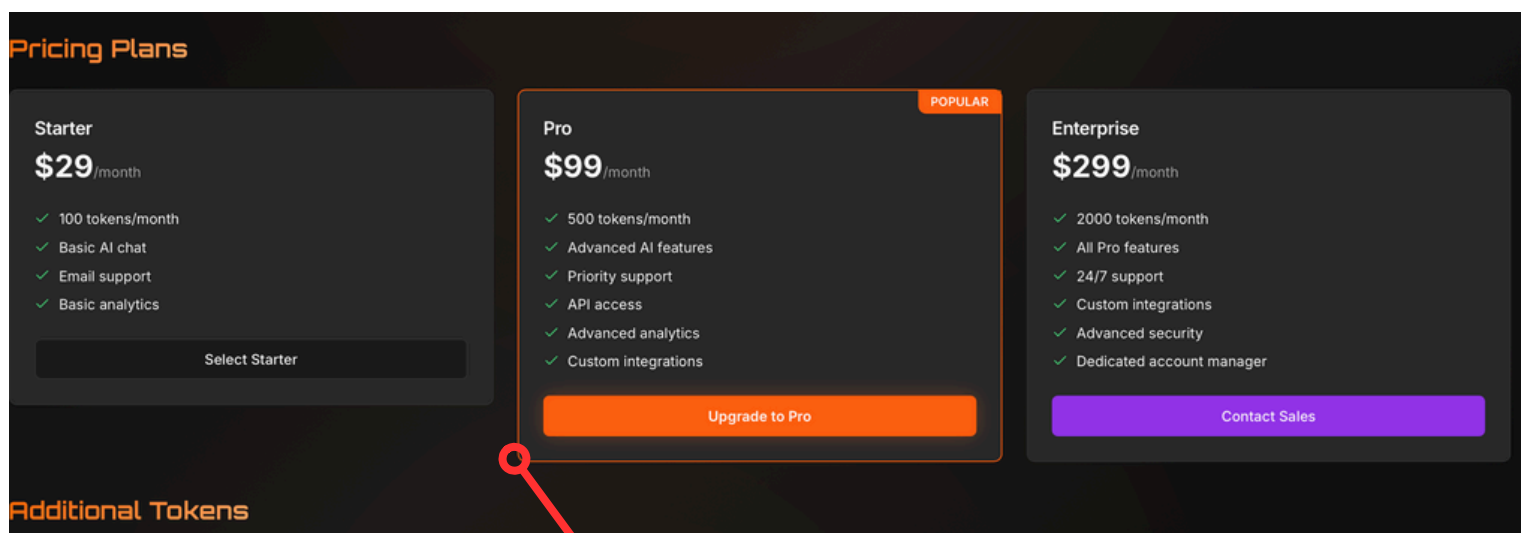 Pricing Plans
Starter
$29/month
100 tokens/month
Basic AI chat
Email support
Basic analytics
Select Starter
POPULAR
Pro
$99/month
500 tokens/month
Advanced AI features
Priority support
API access
Advanced analytics
Custom integrations
Upgrade to Pro
Enterprise
$299/month
2000 tokens/month
All Pro features
24/7 support
Custom integrations
Advanced security
Dedicated account manager
Contact Sales
Additional Tokens